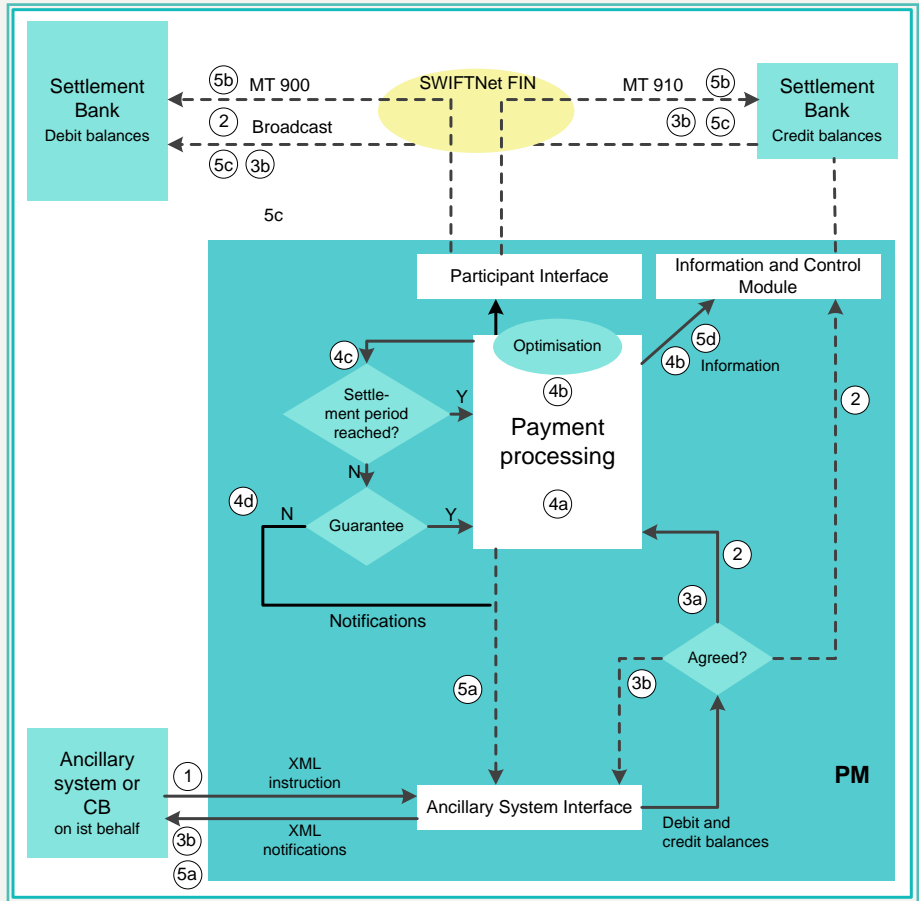 Settlement
Bank
Debit balances
5b
MT 900
SWIFTNet FIN
MT 910
5b
Settlement
Bank
Credit balances
2
Broadcast
3b
5c
5c
3b
5c
Participant Interface
Information and Control
Module
Optimisation
4c
5d
4b
Information
4b
Settle-
ment period
reached?
Y
2
Payment
processing
N
4d
N
Guarantee
Y
4a
2
Notifications
3a
Agreed?
3b
5a
Ancillary
system or
CB
on ist behalf
1
XML
instruction
PM
Ancillary System Interface
3b
XML
notifications
Debit and
credit balances
5a